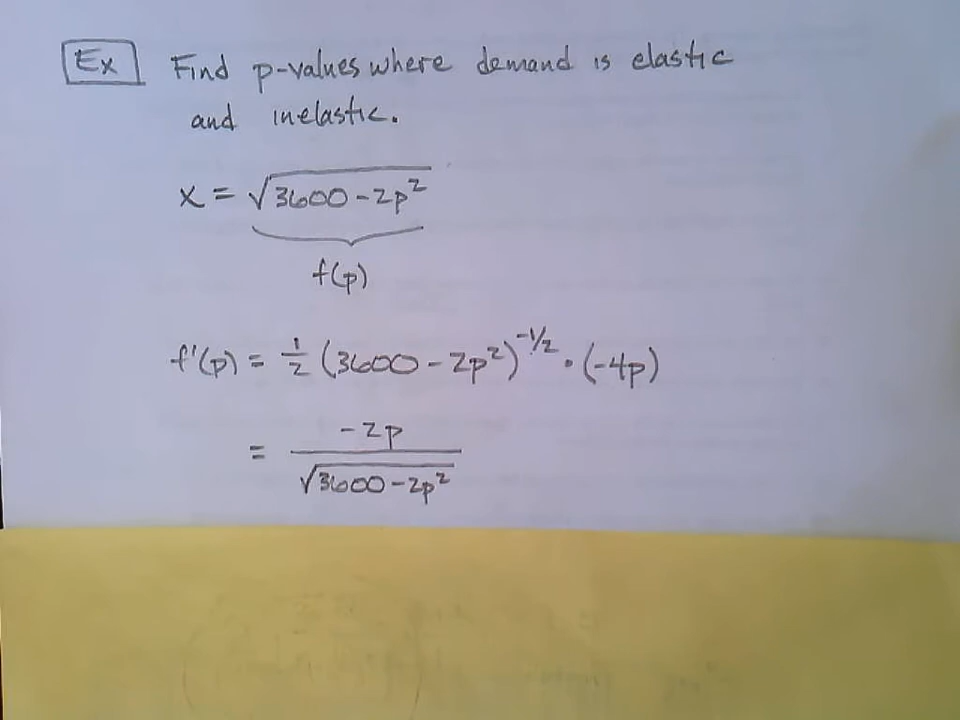 Ex Find p-values where demand is elastic
and inelastic.
x = √(3600 - 2p²)
f(p)
f'(p) = 1/2 (3600 - 2p²)^(-1/2) · (-4p)
= -2p / √(3600 - 2p²)